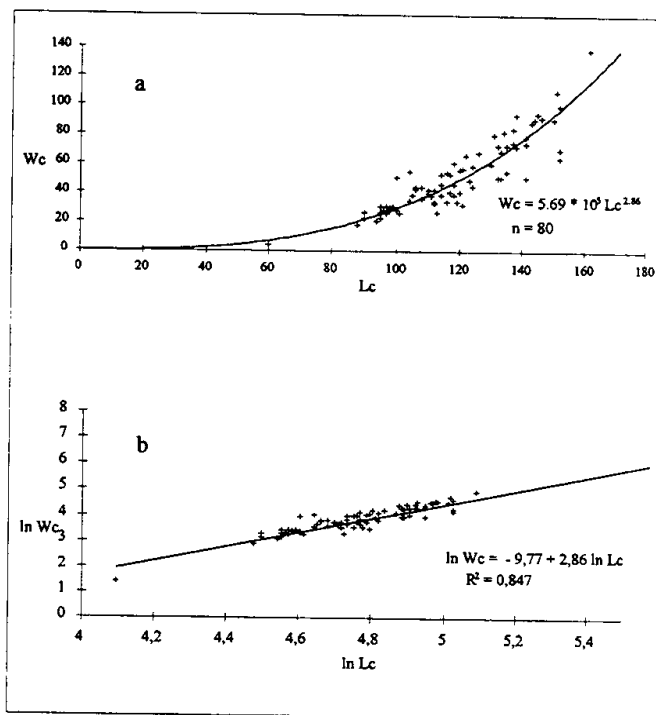 140
a
120
100
80
Wc
60
40
Wc = 5.69 * 10⁵ Lc²·⁸⁶
20
n = 80
0
0 20 40 60 80 100 120 140 160 180
Lc
8
7
b
6
5
4
ln Wc
3
2
ln Wc = - 9,77 + 2,86 ln Lc
1
R² = 0,847
0
4 4,2 4,4 4,6 4,8 5 5,2 5,4
ln Lc